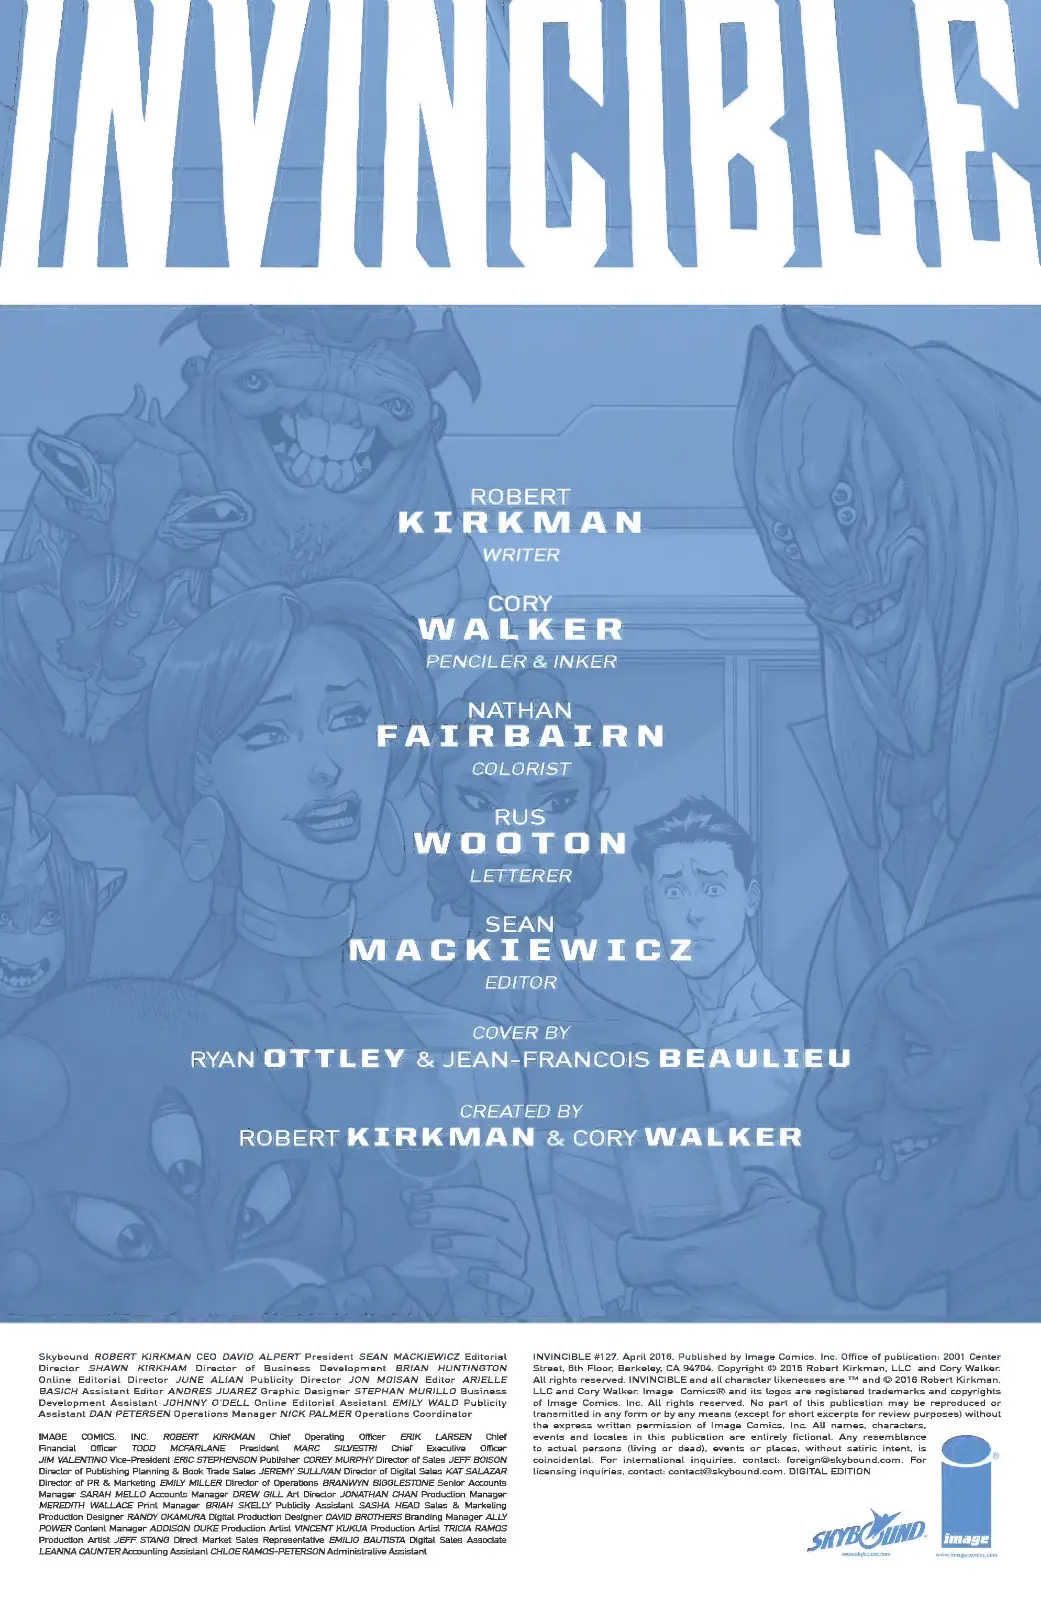 INVINCIBLE
ROBERT
KIRKMAN
WRITER
CORY
WALKER
PENCILER & INKER
NATHAN
FAIRBAIRN
COLORIST
RUS
WOOTON
LETTERER
SEAN
MACKIEWICZ
EDITOR
COVER BY
RYAN OTTLEY & JEAN-FRANCOIS BEAULIEU
CREATED BY
ROBERT KIRKMAN & CORY WALKER
Skybound ROBERT KIRKMAN CEO DAVID ALPERT President SEAN MACKIEWICZ Editorial
Director SHAWN KIRKHAM Director of Business Development BRIAN HUNTINGTON
Online Editorial Director JUNE ALIAN Publicity Director JON MOISAN Editor ARIELLE
BASICH Assistant Editor ANDRES JUAREZ Graphic Designer STEPHAN MURILLO Business
Development Assistant JOHNNY O'DELL Online Editorial Assistant EMILY WALD Publicity
Assistant DAN PETERSEN Operations Manager NICK PALMER Operations Coordinator
IMAGE COMICS, INC. ROBERT KIRKMAN Chief Operating Officer ERIK LARSEN Chief
Financial Officer TODD MCFARLANE President MARC SILVESTRI Chief Executive Officer
JIM VALENTINO Vice-President ERIC STEPHENSON Publisher COREY MURPHY Director of Sales JEFF BOISON
Director of Publishing Planning & Book Trade Sales JEREMY SULLIVAN Director of Digital Sales KAT SALAZAR
Director of PR & Marketing EMILY MILLER Director of Operations BRANWYN BIGGLESTONE Senior Accounts
Manager SARAH MELLO Accounts Manager DREW GILL Art Director JONATHAN CHAN Production Manager
MEREDITH WALLACE Print Manager BRIAH SKELLY Publicity Assistant SASHA HEAD Sales & Marketing
Production Designer RANDY OKAMURA Digital Production Designer DAVID BROTHERS Branding Manager ALLY
POWER Content Manager ADDISON DUKE Production Artist VINCENT KUKUA Production Artist TRICIA RAMOS
Production Artist JEFF STANG Direct Market Sales Representative EMILIO BAUTISTA Digital Sales Associate
LEANNA CAUNTER Accounting Assistant CHLOE RAMOS-PETERSON Administrative Assistant
INVINCIBLE #127. April 2016. Published by Image Comics, Inc. Office of publication: 2001 Center
Street, 6th Floor, Berkeley, CA 94704. Copyright © 2016 Robert Kirkman, LLC and Cory Walker.
All rights reserved. INVINCIBLE and all character likenesses are ™ and © 2016 Robert Kirkman,
LLC and Cory Walker. Image Comics® and its logos are registered trademarks and copyrights
of Image Comics, Inc. All rights reserved. No part of this publication may be reproduced or
transmitted in any form or by any means (except for short excerpts for review purposes) without
the express written permission of Image Comics, Inc. All names, characters,
events and locales in this publication are entirely fictional. Any resemblance
to actual persons (living or dead), events or places, without satiric intent, is
coincidental. For international inquiries, contact: foreign@skybound.com. For
licensing inquiries, contact: contact@skybound.com. DIGITAL EDITION
SKYBOUND
www.skybound.com
image
www.imagecomics.com